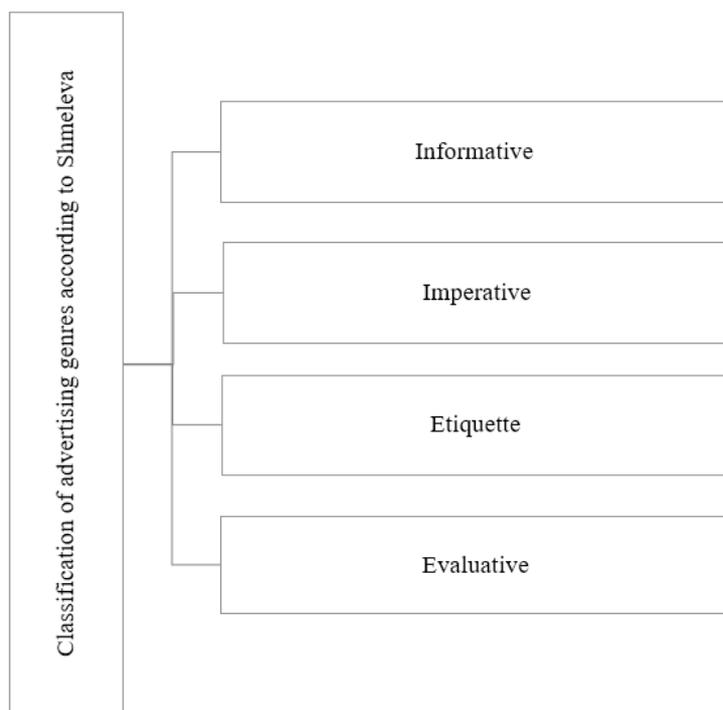 Classification of advertising genres according to Shmeleva
Informative
Imperative
Etiquette
Evaluative